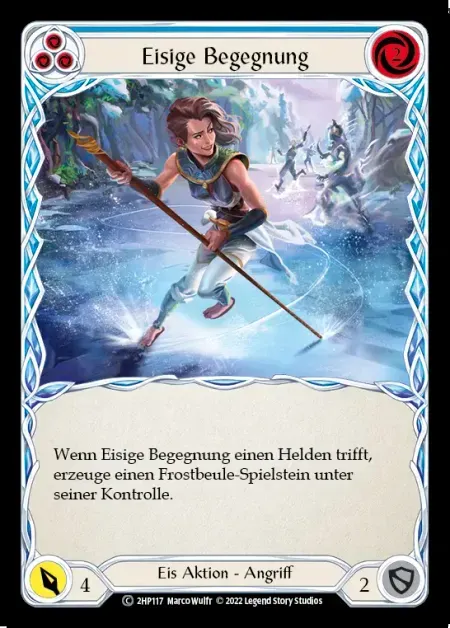 Eisige Begegnung
2
Wenn Eisige Begegnung einen Helden trifft,
erzeuge einen Frostbeule-Spielstein unter
seiner Kontrolle.
4
Eis Aktion - Angriff
2
C 2HP117 MarcoWulfr © 2022 Legend Story Studios